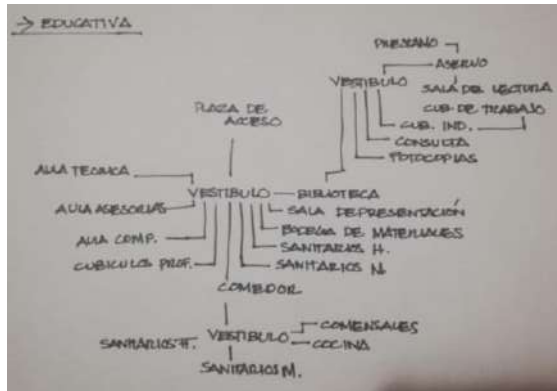 → EDUCATIVA
PRESTAMO
ACERVO
VESTIBULO
SALA DE LECTURA
CUB. DE TRABAJO
CUB. IND.
CONSULTA
FOTOCOPIAS
PLAZA DE
ACCESO
AULA TECNICA
VESTIBULO
BIBLIOTECA
AULA ASESORIAS
SALA DE PRESENTACIÓN
BODEGA DE MATERIALES
AULA COMP.
SANITARIOS H.
CUBICULOS PROF.
SANITARIOS M.
COMEDOR
VESTIBULO
COMENSALES
SANITARIOS H.
COCINA
SANITARIOS M.